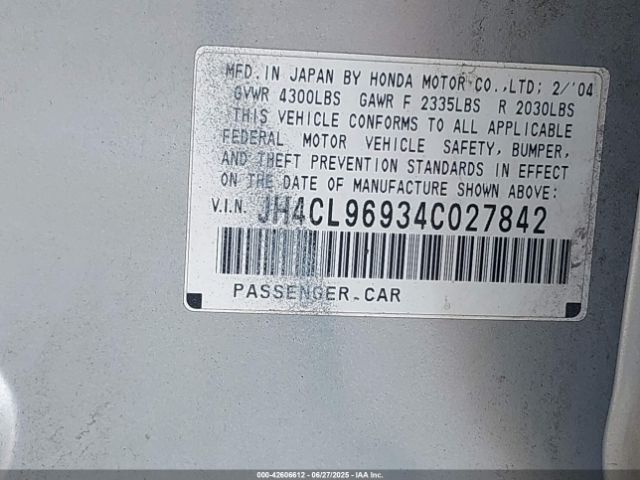 MFD. IN JAPAN BY HONDA MOTOR CO.,LTD; 2/'04
GVWR 4300LBS GAWR F 2335LBS R 2030LBS
THIS VEHICLE CONFORMS TO ALL APPLICABLE
FEDERAL MOTOR VEHICLE SAFETY, BUMPER,
AND THEFT PREVENTION STANDARDS IN EFFECT
ON THE DATE OF MANUFACTURE SHOWN ABOVE:
V.I.N. JH4CL96934C027842
PASSENGER CAR
000-42606612 - 06/27/2025 - IAA Inc.